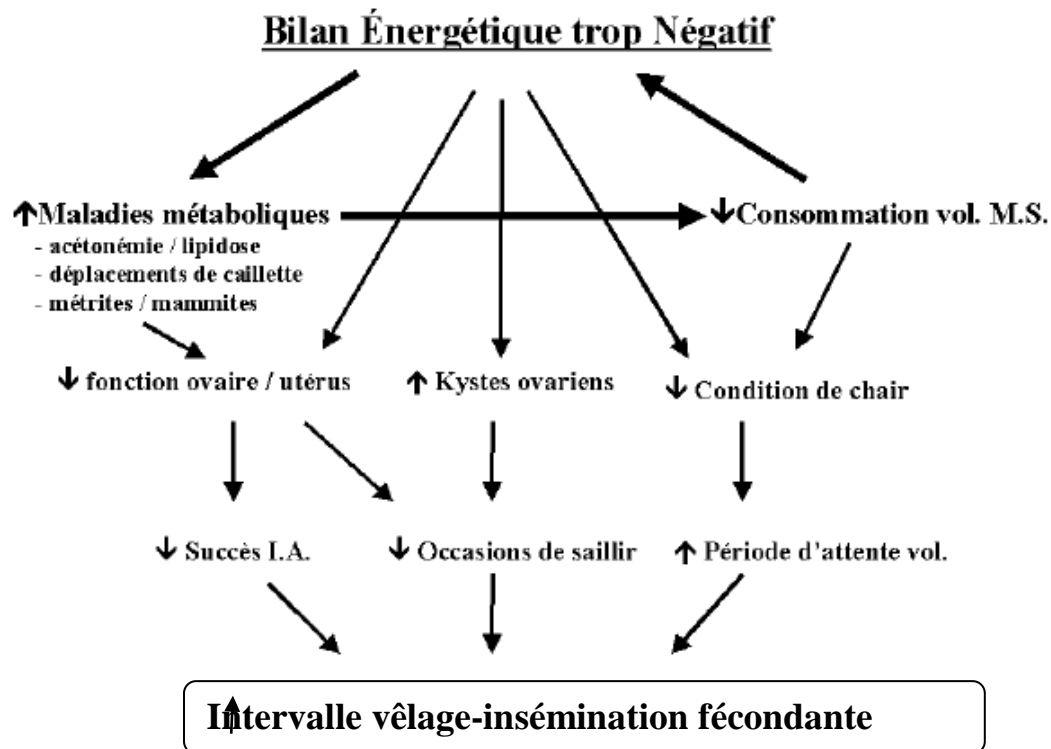 Bilan Énergétique trop Négatif
↑Maladies métaboliques
- acétonémie / lipidose
- déplacements de caillette
- métrites / mammites
↓Consommation vol. M.S.
↓ fonction ovaire / utérus
↑ Kystes ovariens
↓ Condition de chair
↓ Succès I.A.
↓ Occasions de saillir
↑ Période d'attente vol.
Intervalle vêlage-insémination fécondante